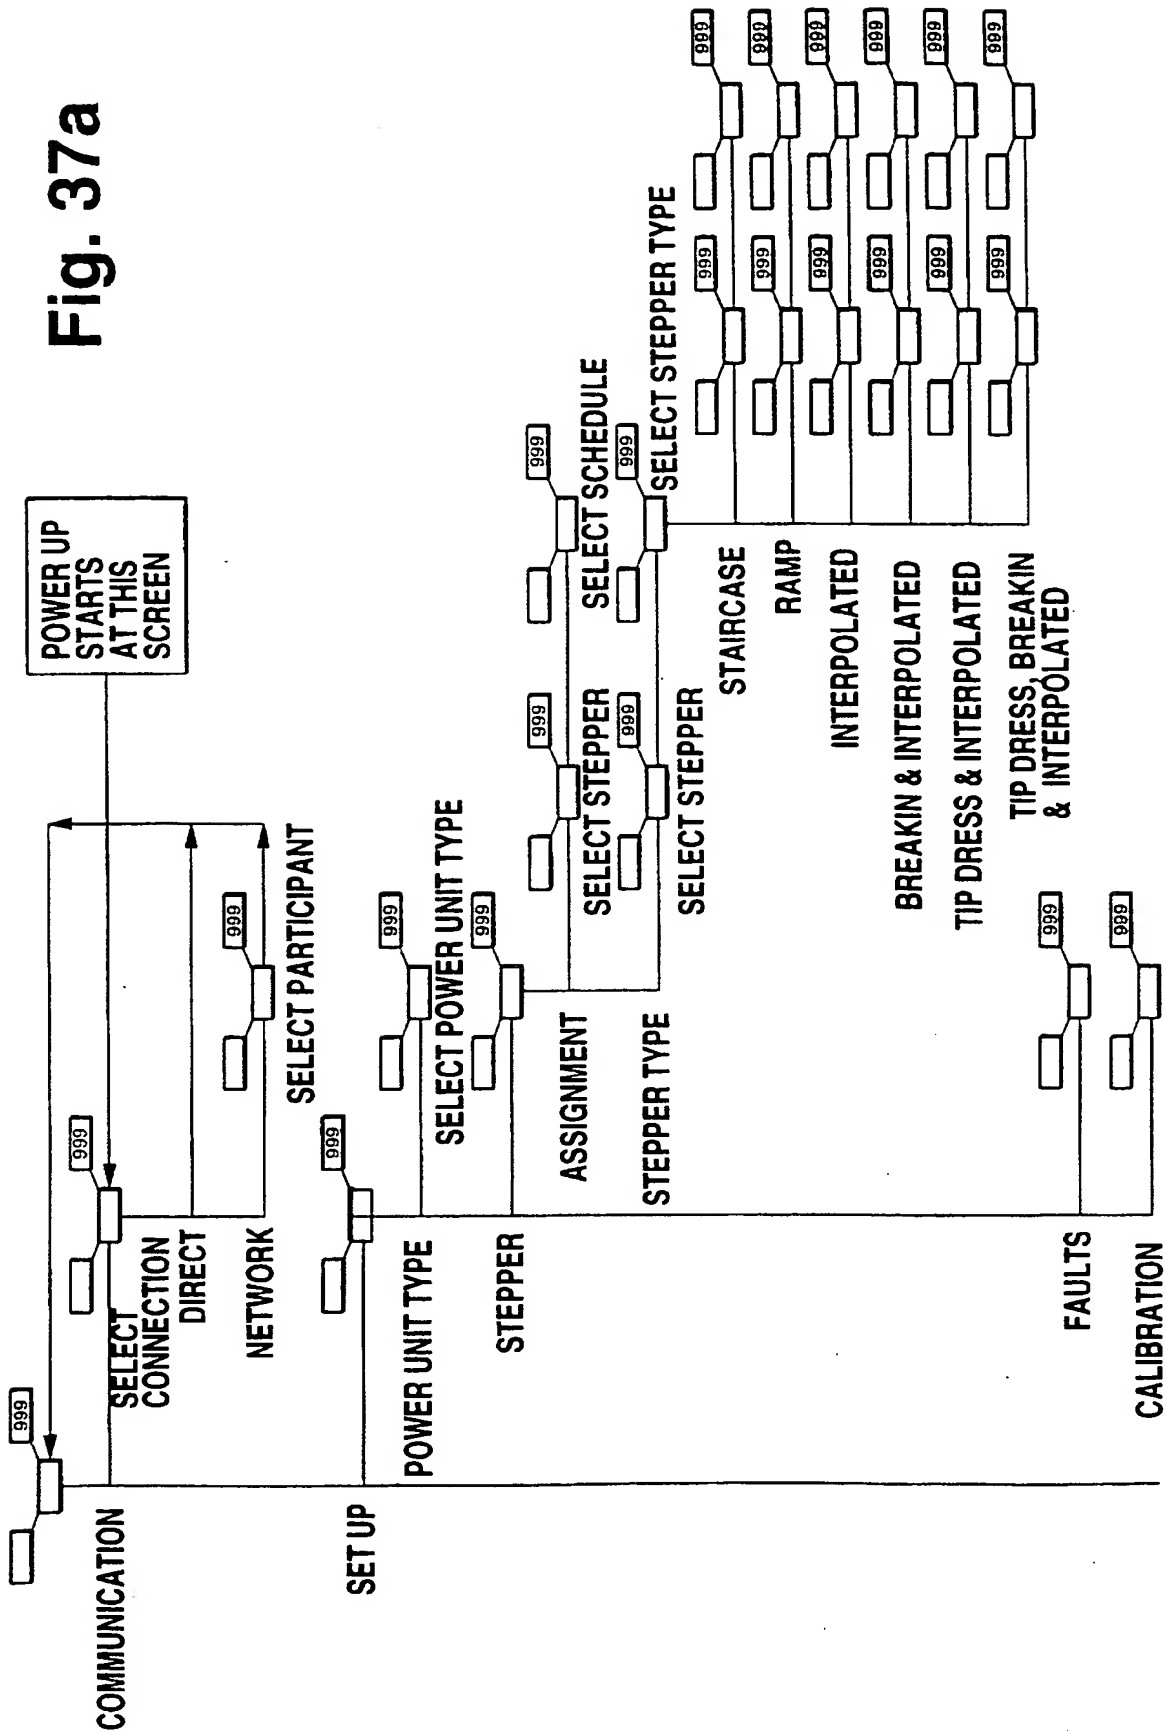 Fig. 37a
POWER UP
STARTS
AT THIS
SCREEN
999
COMMUNICATION
999
SELECT
CONNECTION
DIRECT
NETWORK
999
SELECT PARTICIPANT
SET UP
999
POWER UNIT TYPE
999
SELECT POWER UNIT TYPE
STEPPER
999
ASSIGNMENT
999
SELECT STEPPER
999
SELECT SCHEDULE
STEPPER TYPE
999
SELECT STEPPER
999
SELECT STEPPER TYPE
STAIRCASE
999
999
RAMP
999
999
INTERPOLATED
999
999
BREAKIN & INTERPOLATED
999
999
TIP DRESS & INTERPOLATED
999
999
TIP DRESS, BREAKIN
& INTERPOLATED
999
999
FAULTS
999
CALIBRATION
999